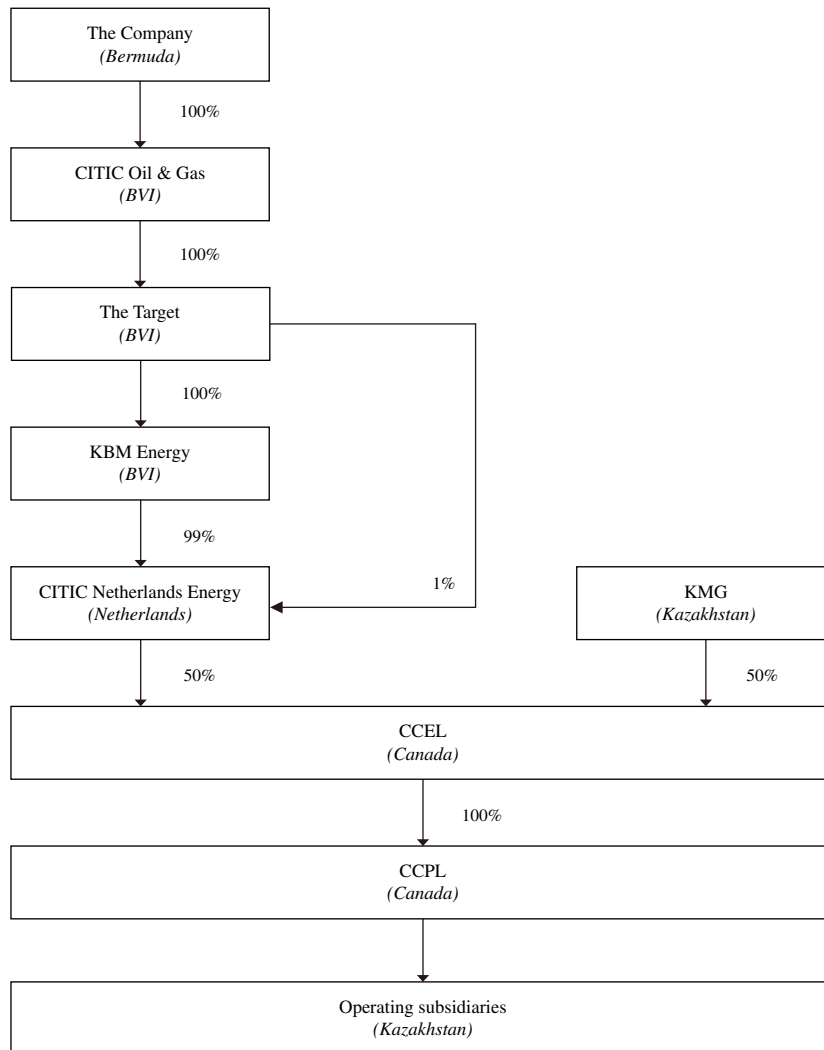 The Company
(Bermuda)
100%
CITIC Oil & Gas
(BVI)
100%
The Target
(BVI)
100%
KBM Energy
(BVI)
99%
CITIC Netherlands Energy
(Netherlands)
1%
KMG
(Kazakhstan)
50%
50%
CCEL
(Canada)
100%
CCPL
(Canada)
Operating subsidiaries
(Kazakhstan)